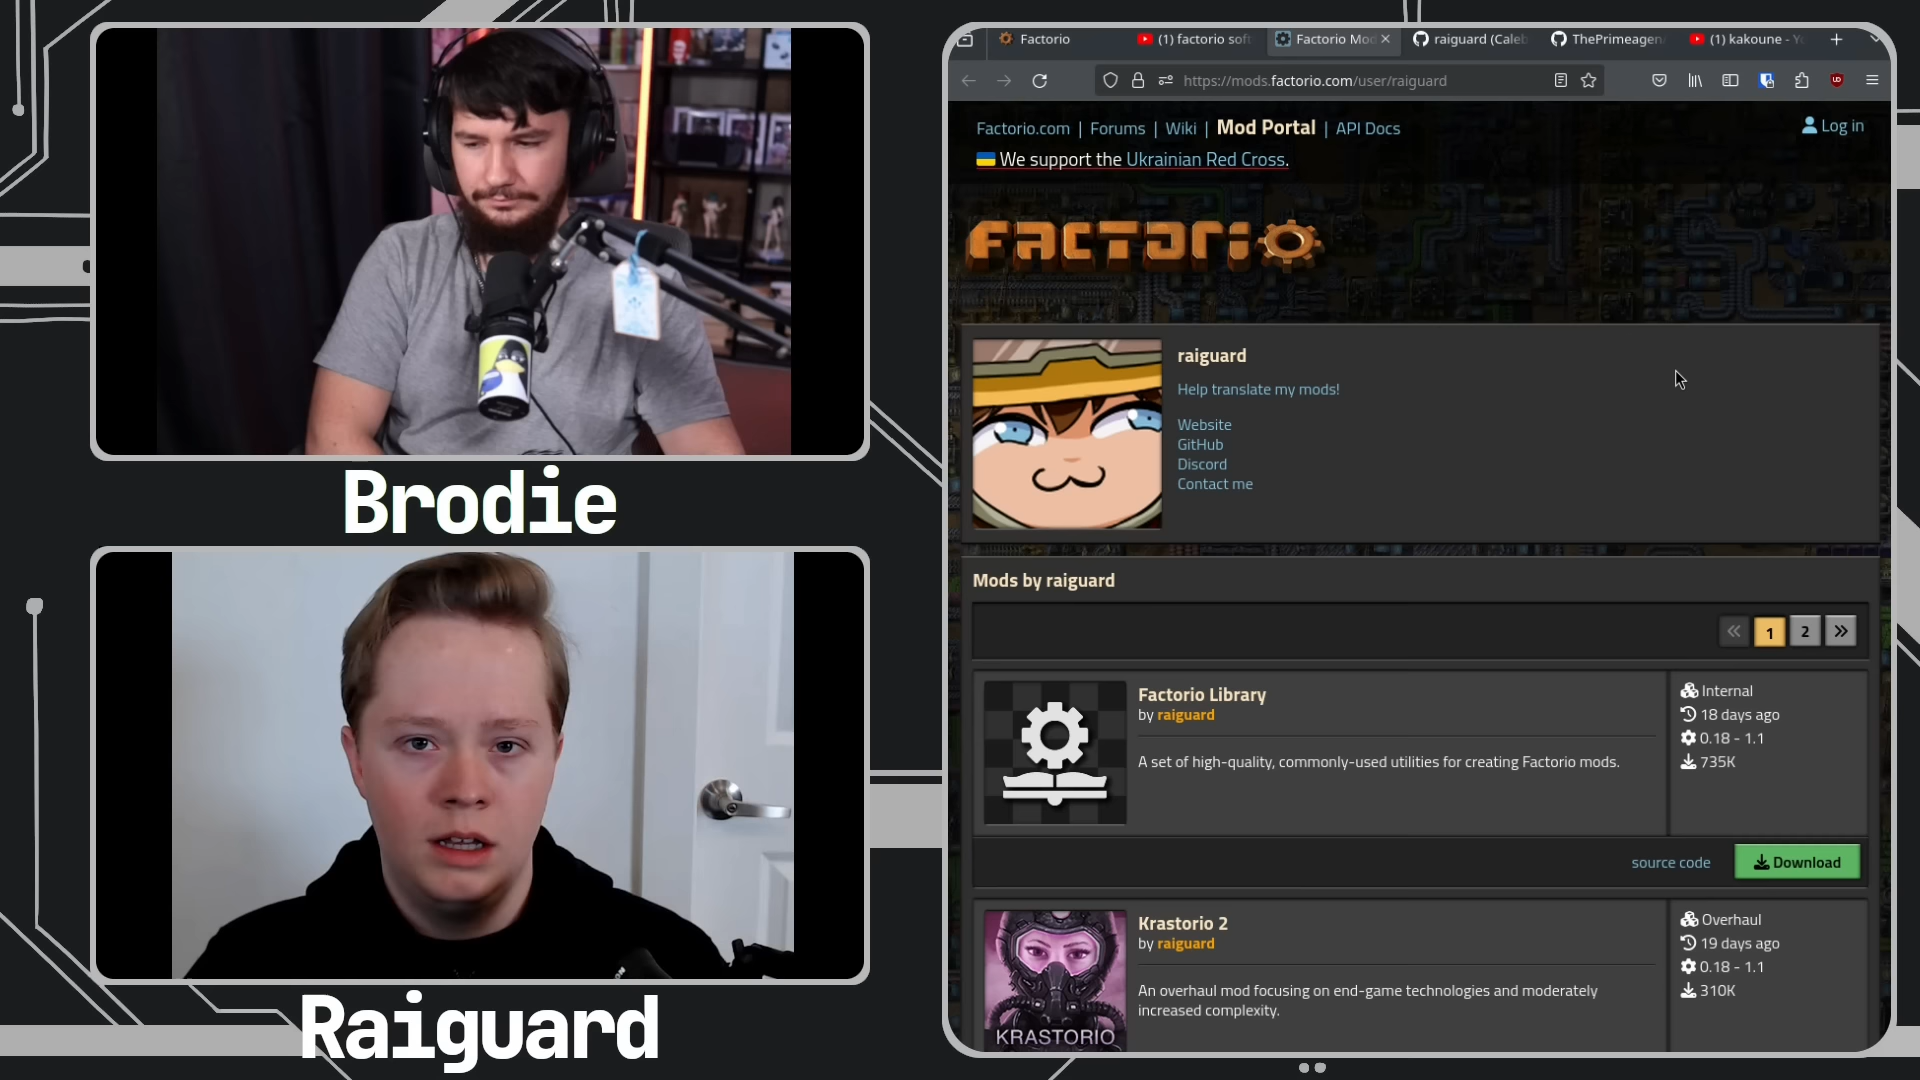 Brodie
Raiguard
Factorio
(1) factorio soft
Factorio Mod
raiguard (Caleb
ThePrimeagen
(1) kakoune - Yo
https://mods.factorio.com/user/raiguard
Factorio.com | Forums | Wiki | Mod Portal | API Docs
Log in
We support the Ukrainian Red Cross.
FACTORIO
raiguard
Help translate my mods!
Website
GitHub
Discord
Contact me
Mods by raiguard
« 1 2 »
Factorio Library
by raiguard
A set of high-quality, commonly-used utilities for creating Factorio mods.
Internal
18 days ago
0.18 - 1.1
735K
source code
Download
Krastorio 2
by raiguard
An overhaul mod focusing on end-game technologies and moderately
increased complexity.
KRASTORIO
Overhaul
19 days ago
0.18 - 1.1
310K